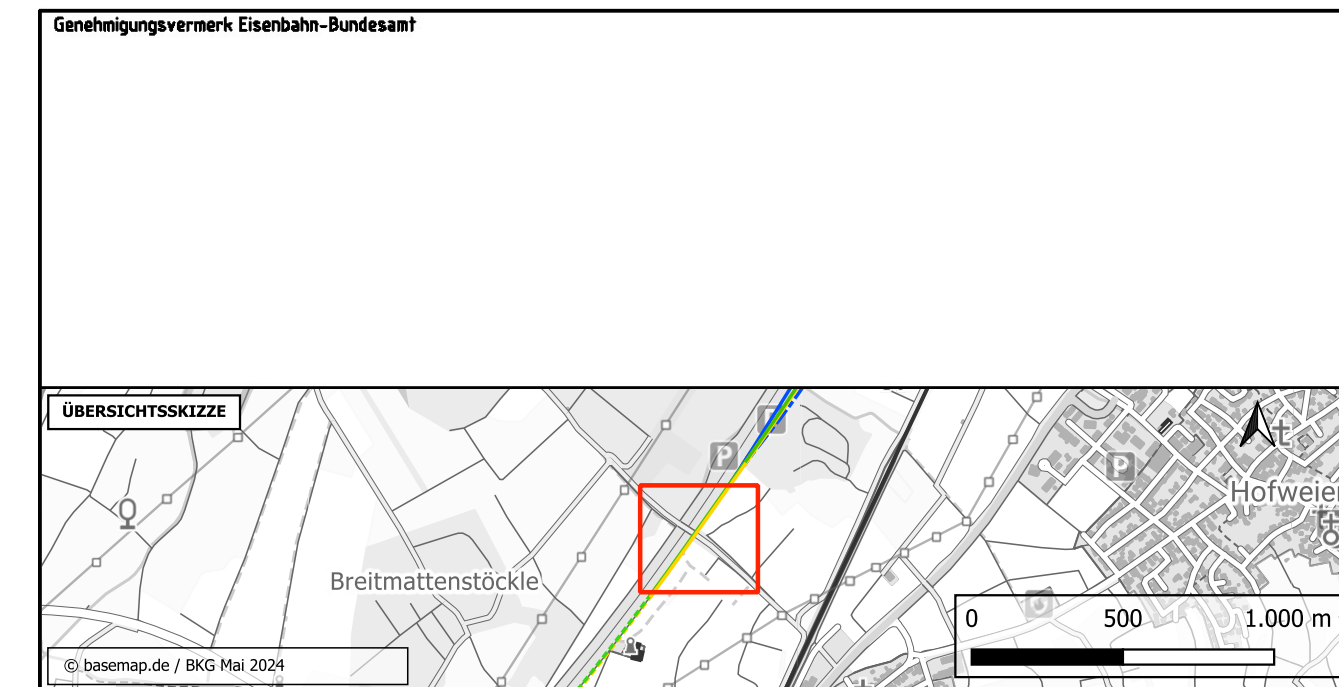 Genehmigungsvermerk Eisenbahn-Bundesamt
ÜBERSICHTSSKIZZE
P
P
P
t
Hofweier
Breitmattenstöckle
0 500 1.000 m
© basemap.de / BKG Mai 2024